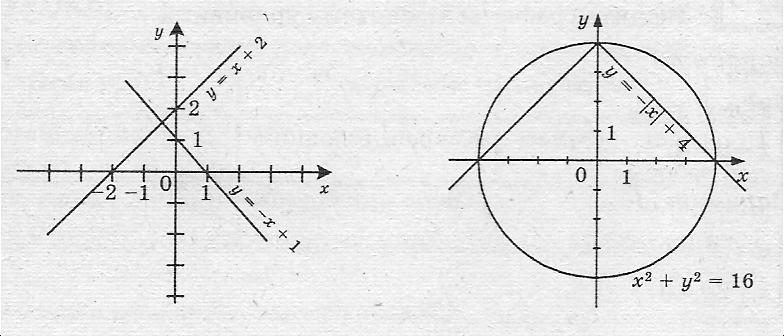 y
y = x + 2
2
1
−2 −1 0 1 x
y = −x + 1
y
y = −|x| + 4
1
0 1 x
x² + y² = 16